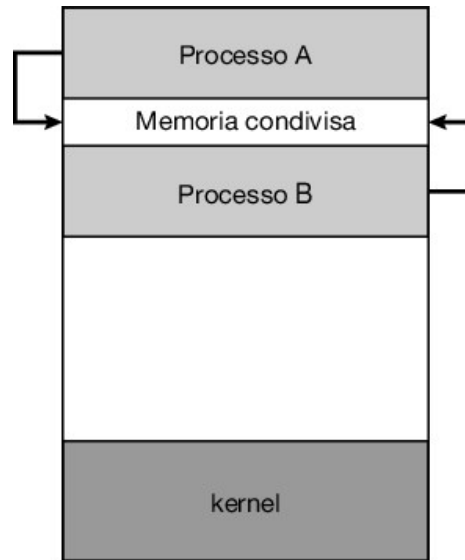 Processo A
Memoria condivisa
Processo B
kernel